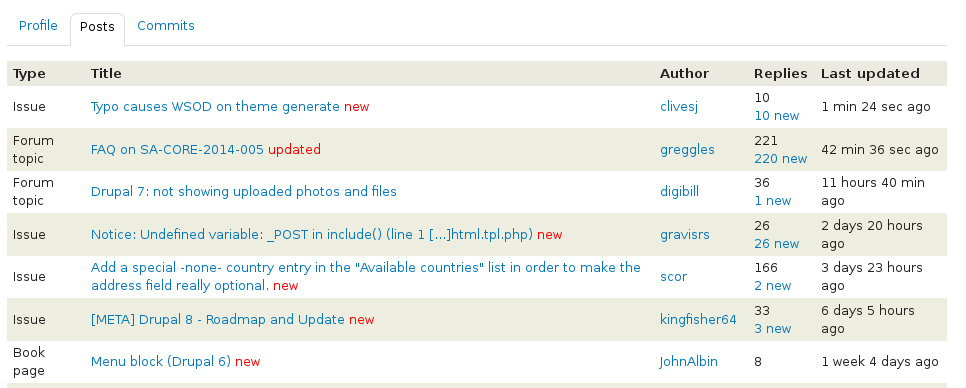 Profile Posts Commits
Type Title Author Replies Last updated
Issue Typo causes WSOD on theme generate new clivesj 10 1 min 24 sec ago
10 new
Forum topic FAQ on SA-CORE-2014-005 updated greggles 221 42 min 36 sec ago
220 new
Forum topic Drupal 7: not showing uploaded photos and files digibill 36 11 hours 40 min ago
1 new
Issue Notice: Undefined variable: _POST in include() (line 1 [...]html.tpl.php) new gravisrs 26 2 days 20 hours ago
26 new
Issue Add a special -none- country entry in the "Available countries" list in order to make the
address field really optional. new scor 166 3 days 23 hours ago
2 new
Issue [META] Drupal 8 - Roadmap and Update new kingfisher64 33 6 days 5 hours ago
3 new
Book page Menu block (Drupal 6) new JohnAlbin 8 1 week 4 days ago